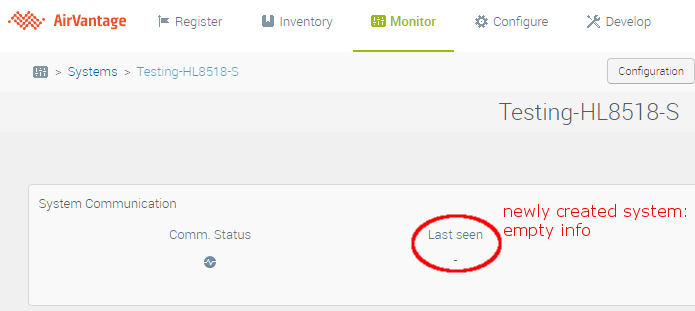 AirVantage
Register
Inventory
Monitor
Configure
Develop
> Systems > Testing-HL8518-S
Configuration
Testing-HL8518-S
System Communication
Comm. Status
Last seen
-
newly created system:
empty info